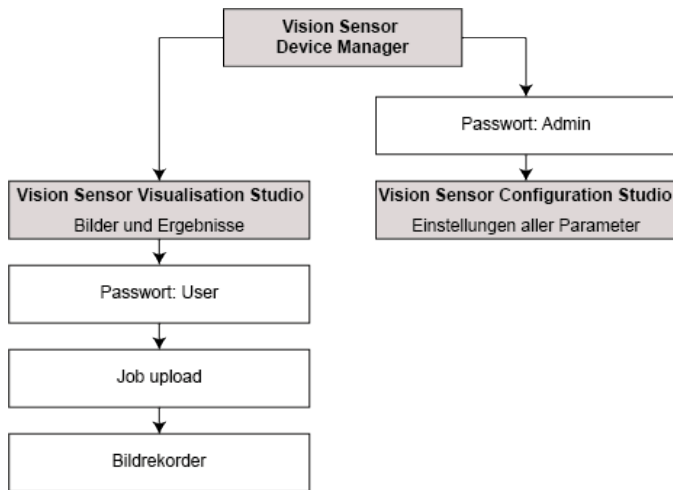 Vision Sensor
Device Manager
Passwort: Admin
Vision Sensor Visualisation Studio
Bilder und Ergebnisse
Vision Sensor Configuration Studio
Einstellungen aller Parameter
Passwort: User
Job upload
Bildrekorder